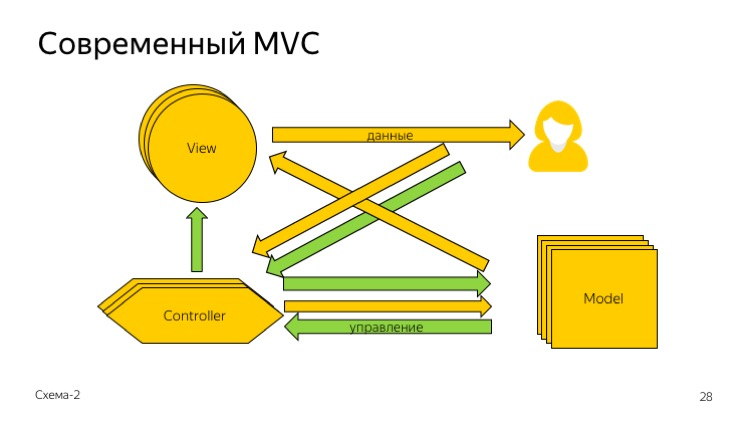 Современный MVC
View
данные
Model
Controller
управление
Схема-2
28